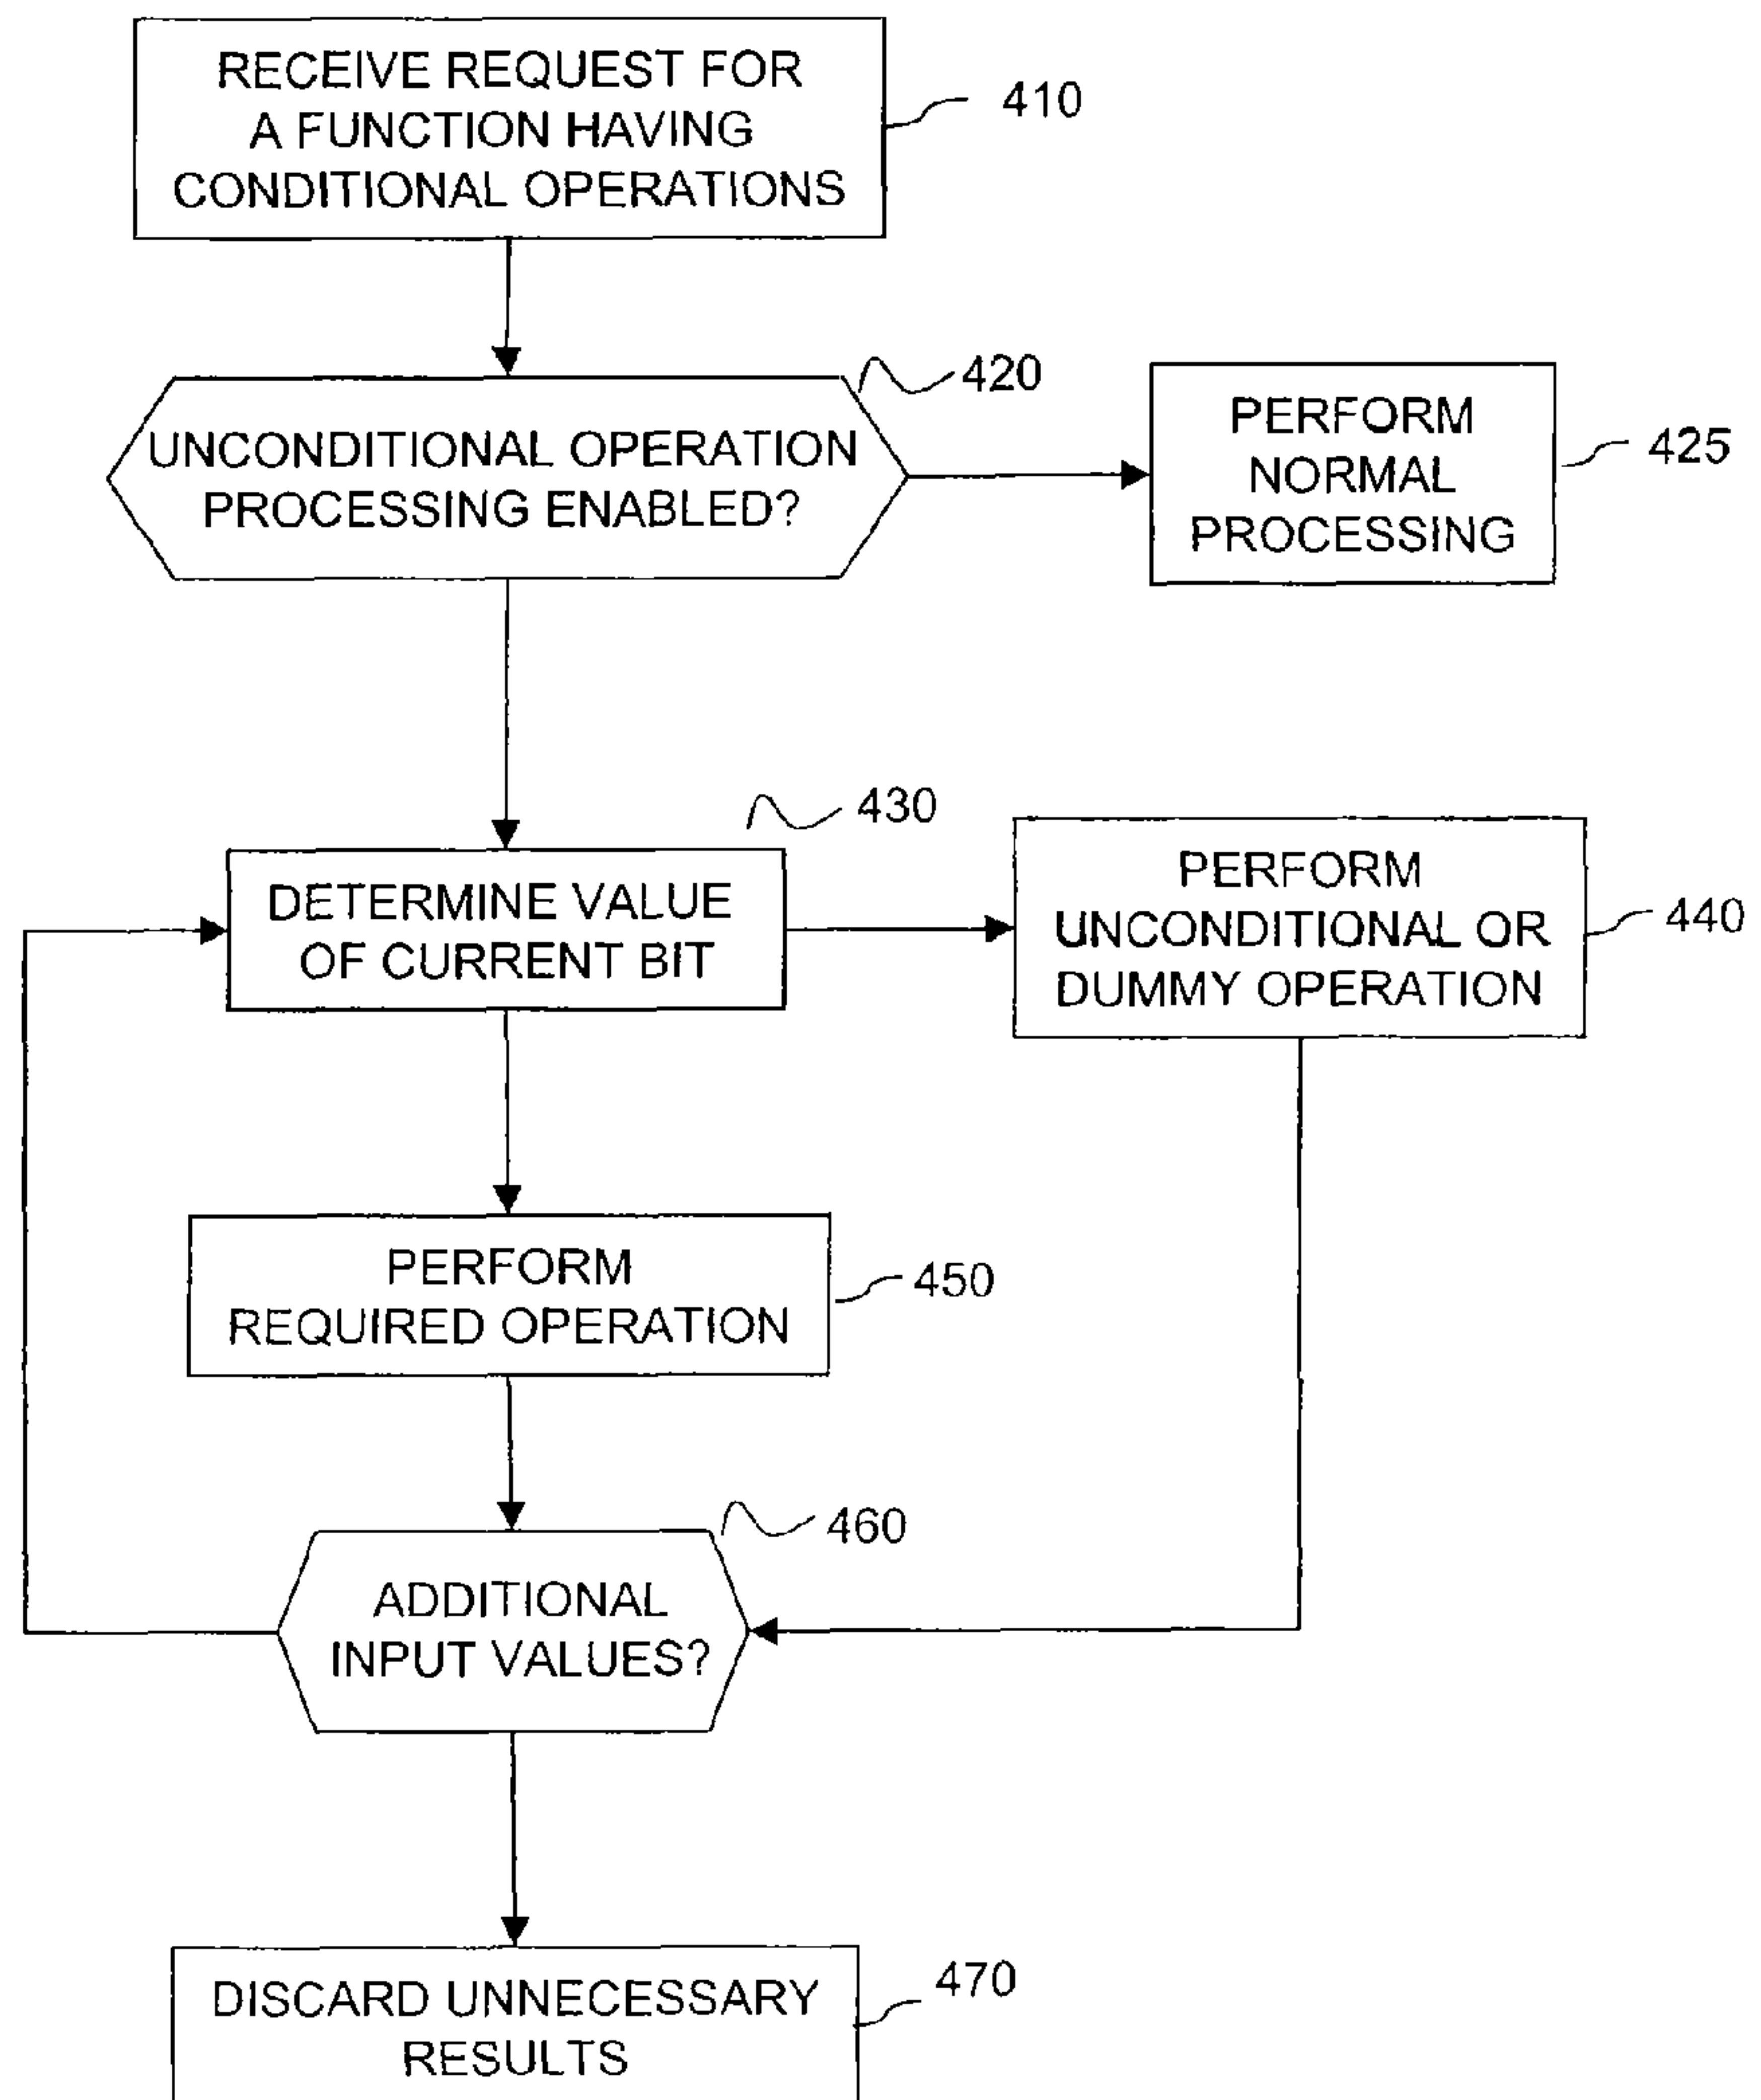 RECEIVE REQUEST FOR
A FUNCTION HAVING
CONDITIONAL OPERATIONS
410
UNCONDITIONAL OPERATION
PROCESSING ENABLED?
420
PERFORM
NORMAL
PROCESSING
425
DETERMINE VALUE
OF CURRENT BIT
430
PERFORM
UNCONDITIONAL OR
DUMMY OPERATION
440
PERFORM
REQUIRED OPERATION
450
ADDITIONAL
INPUT VALUES?
460
DISCARD UNNECESSARY
RESULTS
470